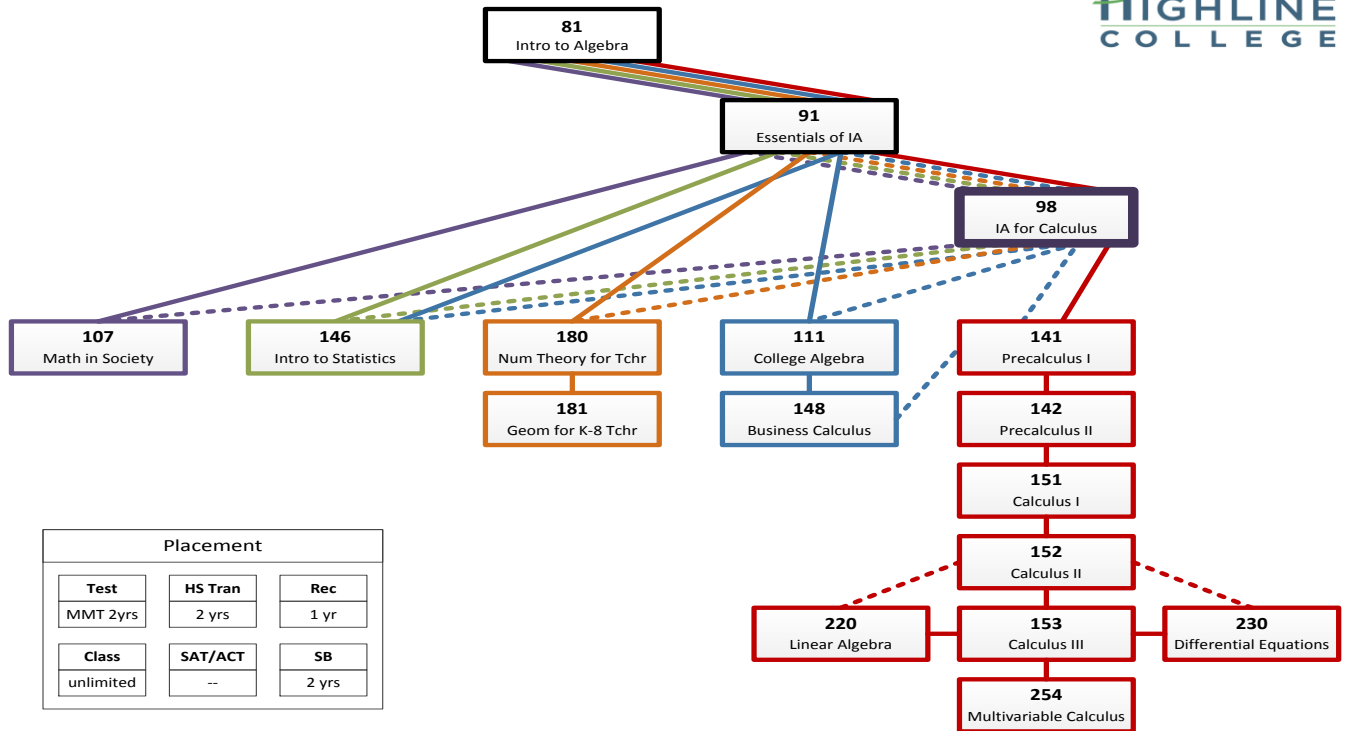 HIGHLINE
COLLEGE
81
Intro to Algebra
91
Essentials of IA
98
IA for Calculus
107
Math in Society
146
Intro to Statistics
180
Num Theory for Tchr
111
College Algebra
141
Precalculus I
181
Geom for K-8 Tchr
148
Business Calculus
142
Precalculus II
151
Calculus I
152
Calculus II
220
Linear Algebra
153
Calculus III
230
Differential Equations
254
Multivariable Calculus
Placement
Test
MMT 2yrs
HS Tran
2 yrs
Rec
1 yr
Class
unlimited
SAT/ACT
--
SB
2 yrs